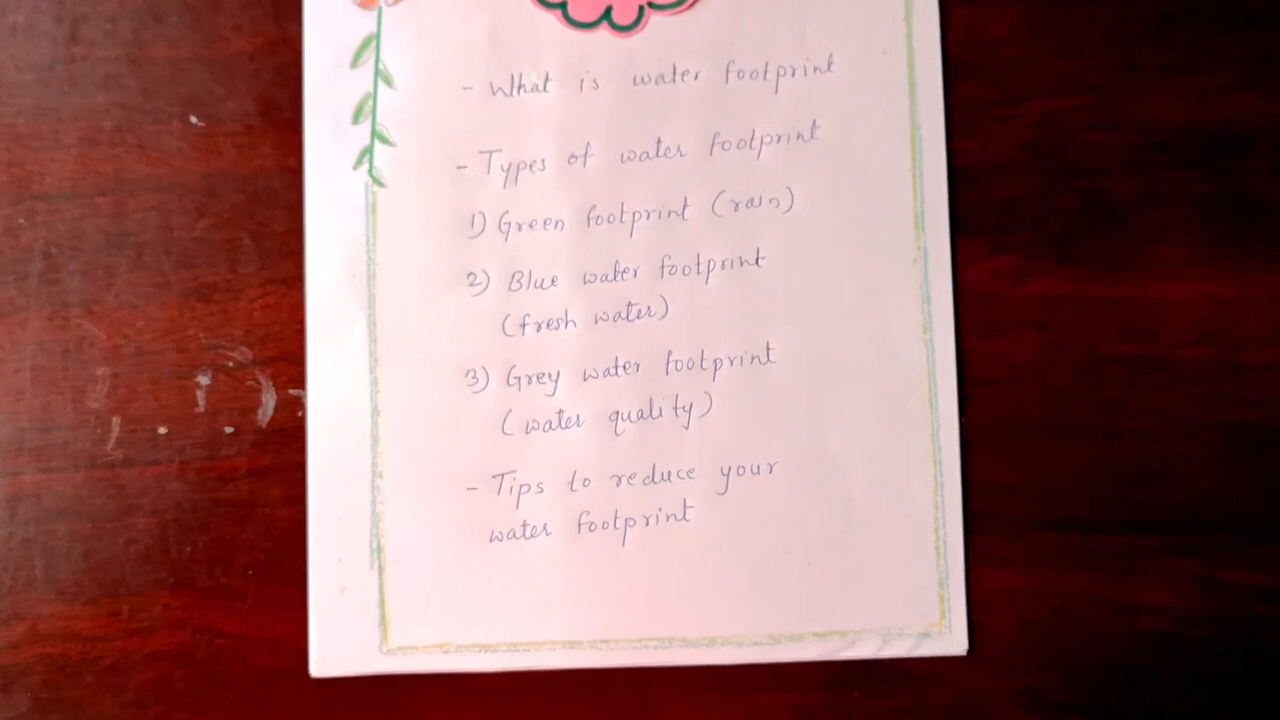 - What is water footprint
- Types of water footprint
1) Green footprint (rain)
2) Blue water footprint
(fresh water)
3) Grey water footprint
(water quality)
- Tips to reduce your
water footprint